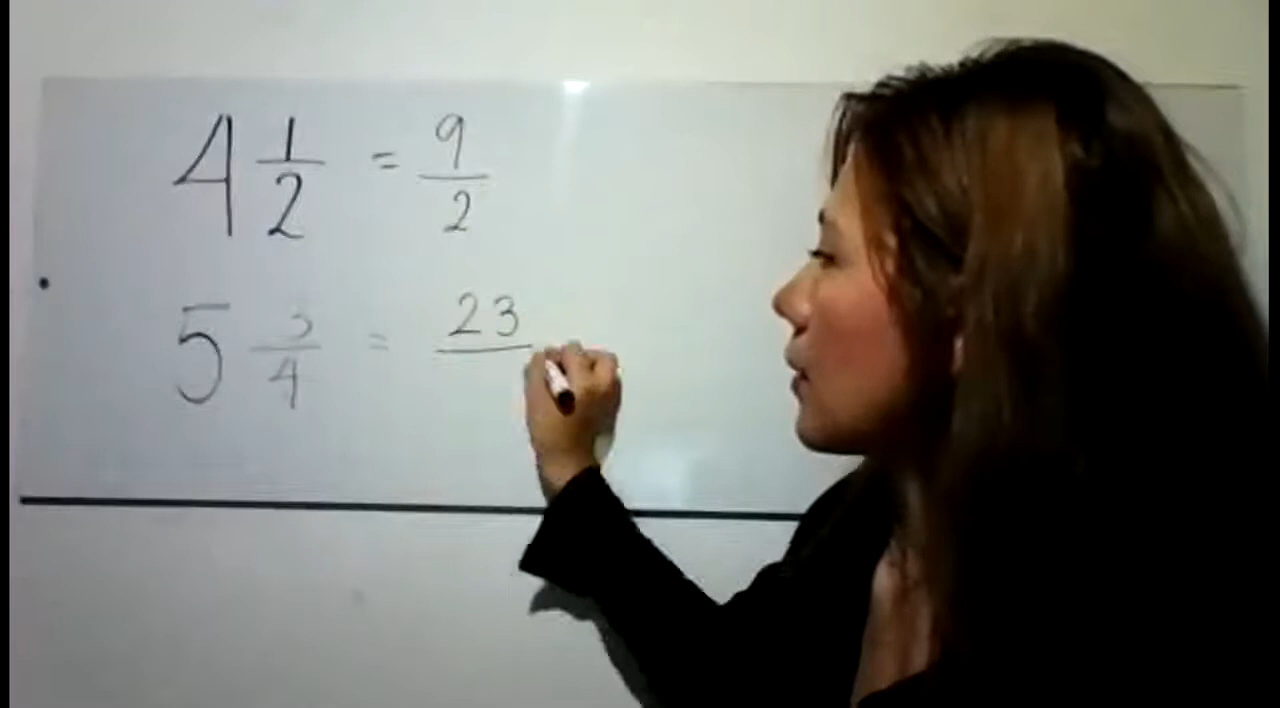 4 1/2 = 9/2
5 3/4 = 23/